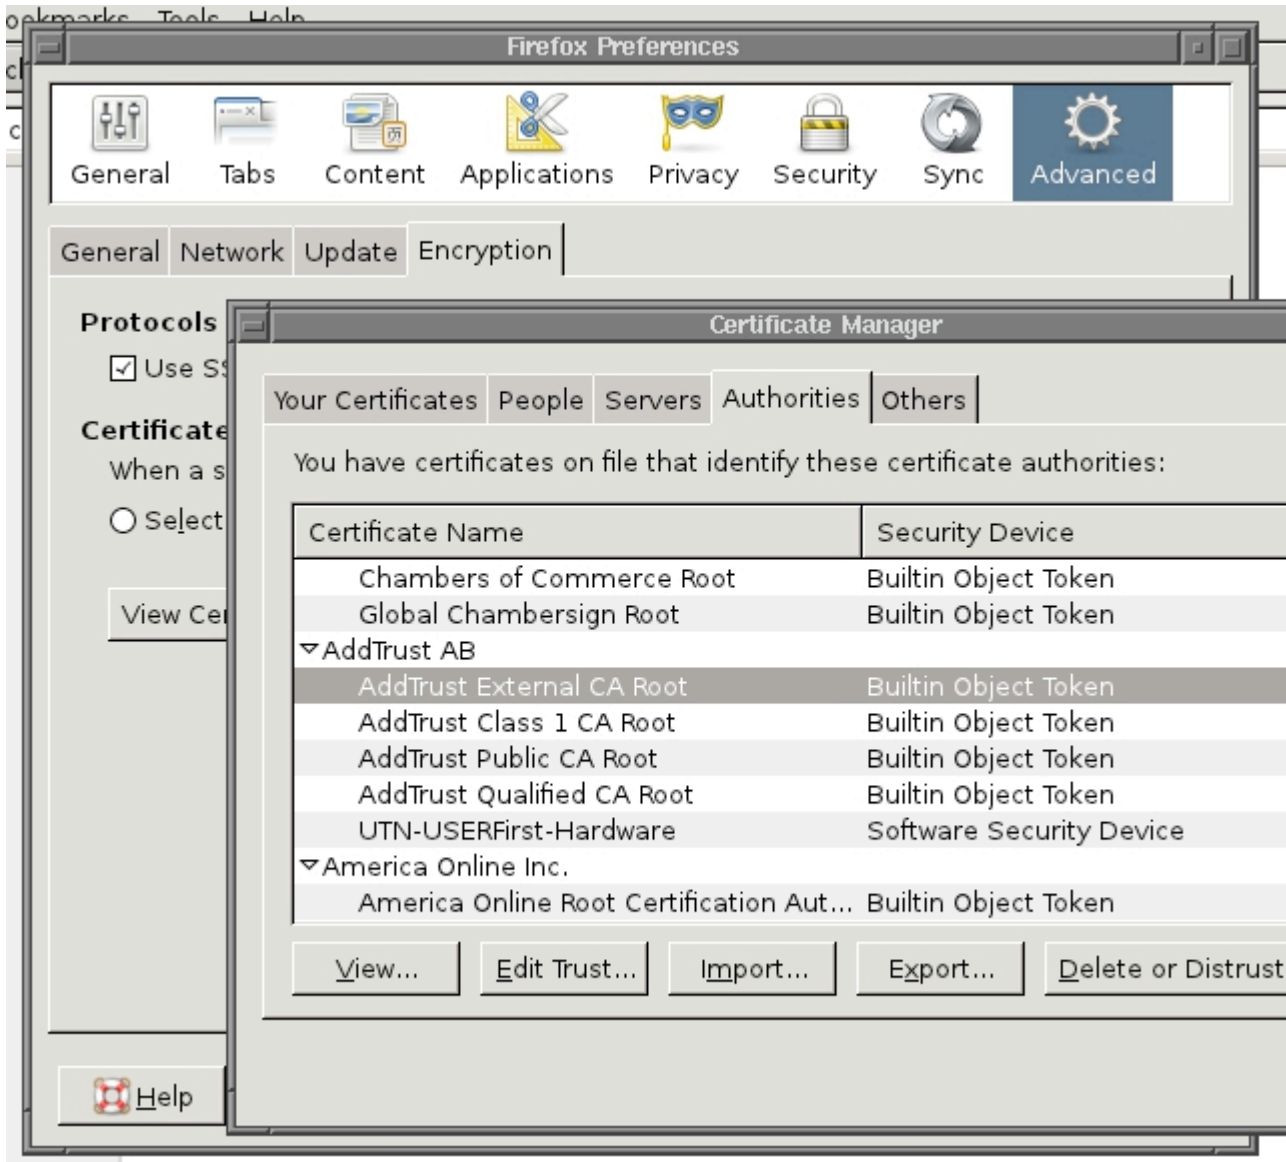 ookmarks Tools Help
Firefox Preferences
General Tabs Content Applications Privacy Security Sync Advanced
General Network Update Encryption
Protocols
Use SS
Certificate
When a s
Select
View Cer
Certificate Manager
Your Certificates People Servers Authorities Others
You have certificates on file that identify these certificate authorities:
Certificate Name Security Device
Chambers of Commerce Root Builtin Object Token
Global Chambersign Root Builtin Object Token
AddTrust AB
AddTrust External CA Root Builtin Object Token
AddTrust Class 1 CA Root Builtin Object Token
AddTrust Public CA Root Builtin Object Token
AddTrust Qualified CA Root Builtin Object Token
UTN-USERFirst-Hardware Software Security Device
America Online Inc.
America Online Root Certification Aut... Builtin Object Token
View... Edit Trust... Import... Export... Delete or Distrust
Help